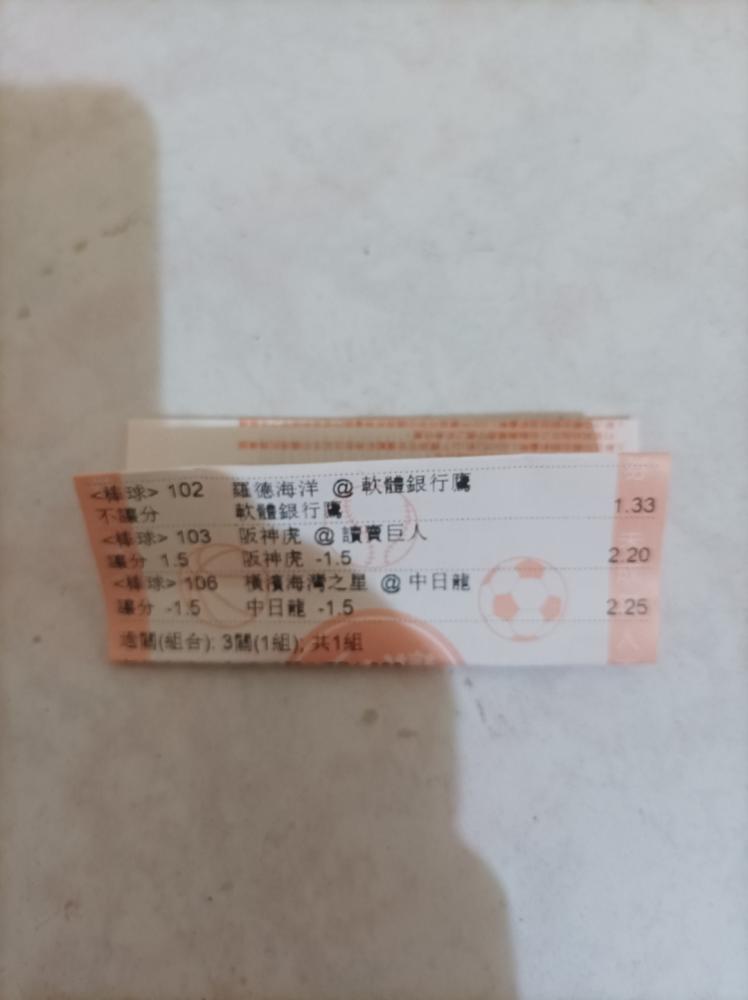 <棒球> 102 羅德海洋 @ 軟體銀行鷹
不讓分 軟體銀行鷹 1.33
<棒球> 103 阪神虎 @ 讀賣巨人
讓分 1.5 阪神虎 -1.5 2.20
<棒球> 106 橫濱海灣之星 @ 中日龍
讓分 -1.5 中日龍 -1.5 2.25
過關(組合): 3關(1組); 共1組